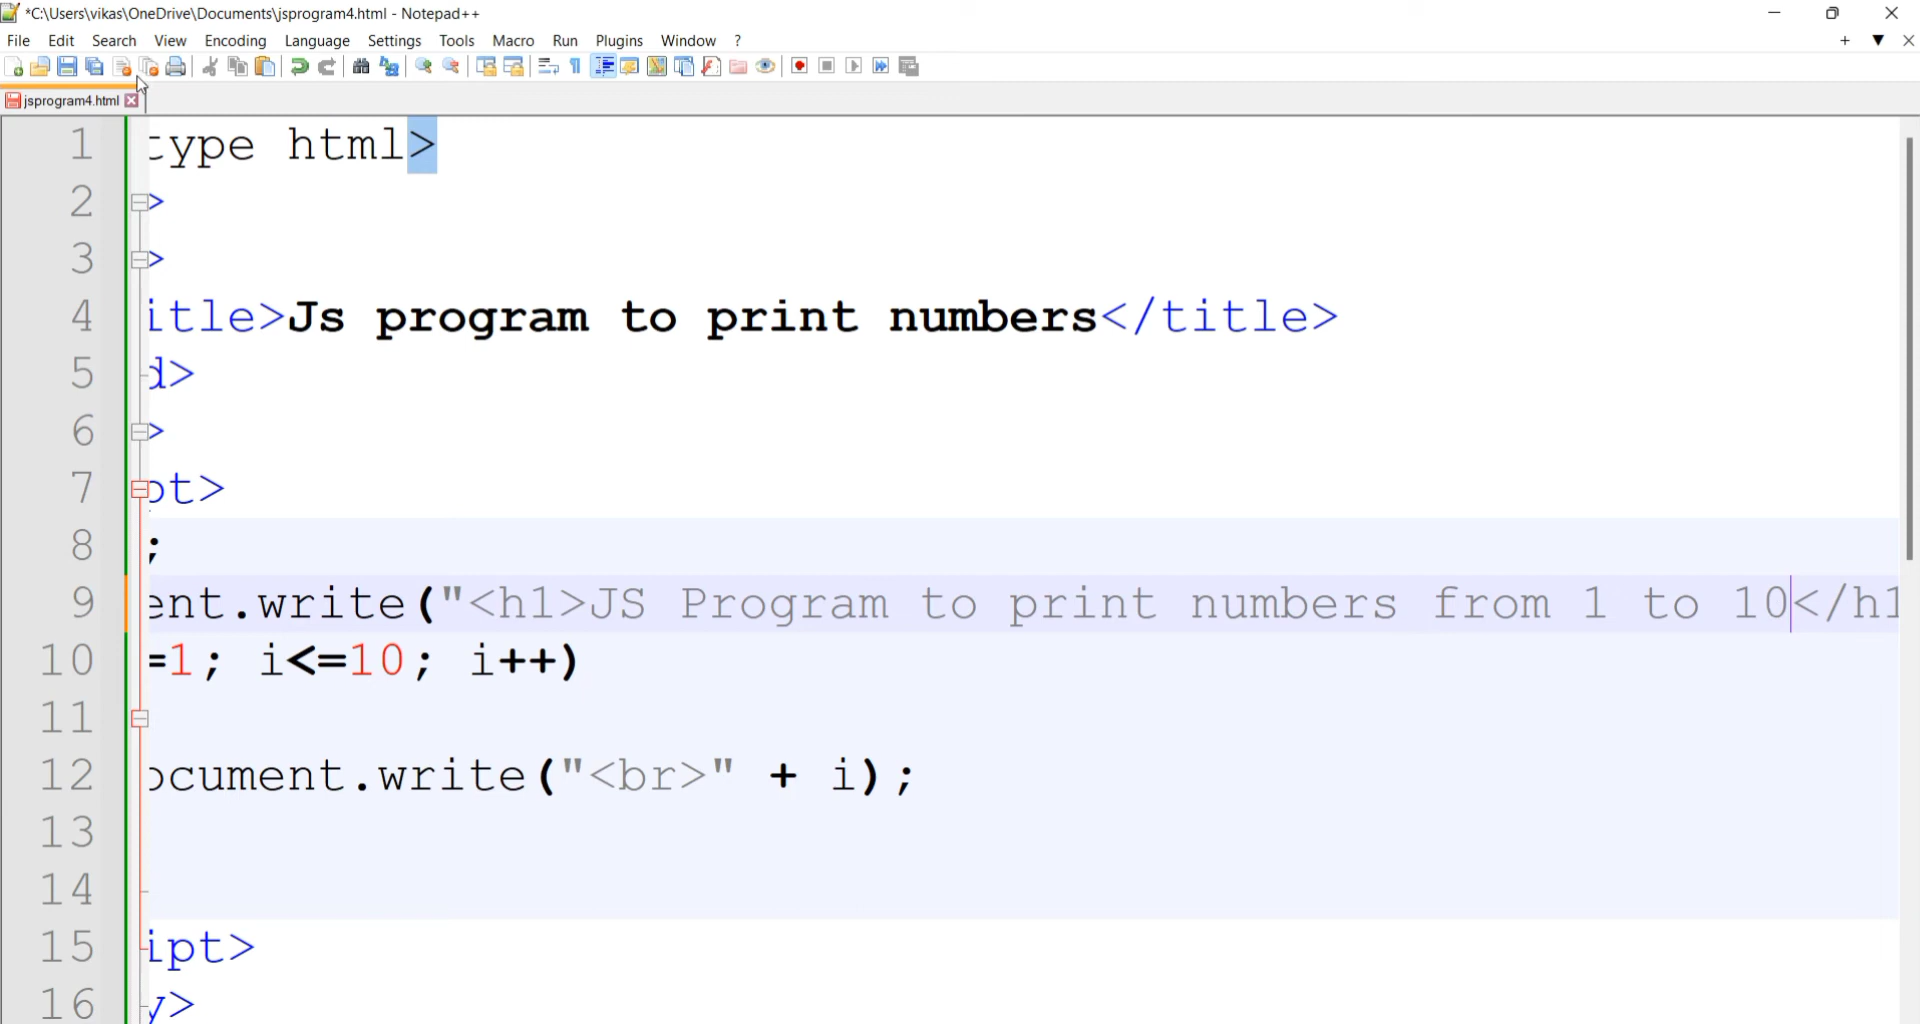 *C:\Users\vikas\OneDrive\Documents\jsprogram4.html - Notepad++
File Edit Search View Encoding Language Settings Tools Macro Run Plugins Window ?
jsprogram4.html
1 type html>
2 >
3 >
4 itle>Js program to print numbers</title>
5 d>
6 >
7 pt>
8 ;
9 ent.write("<h1>JS Program to print numbers from 1 to 10</h1
10 =1; i<=10; i++)
11
12 ocument.write("<br>" + i);
13
14
15 ipt>
16 y>